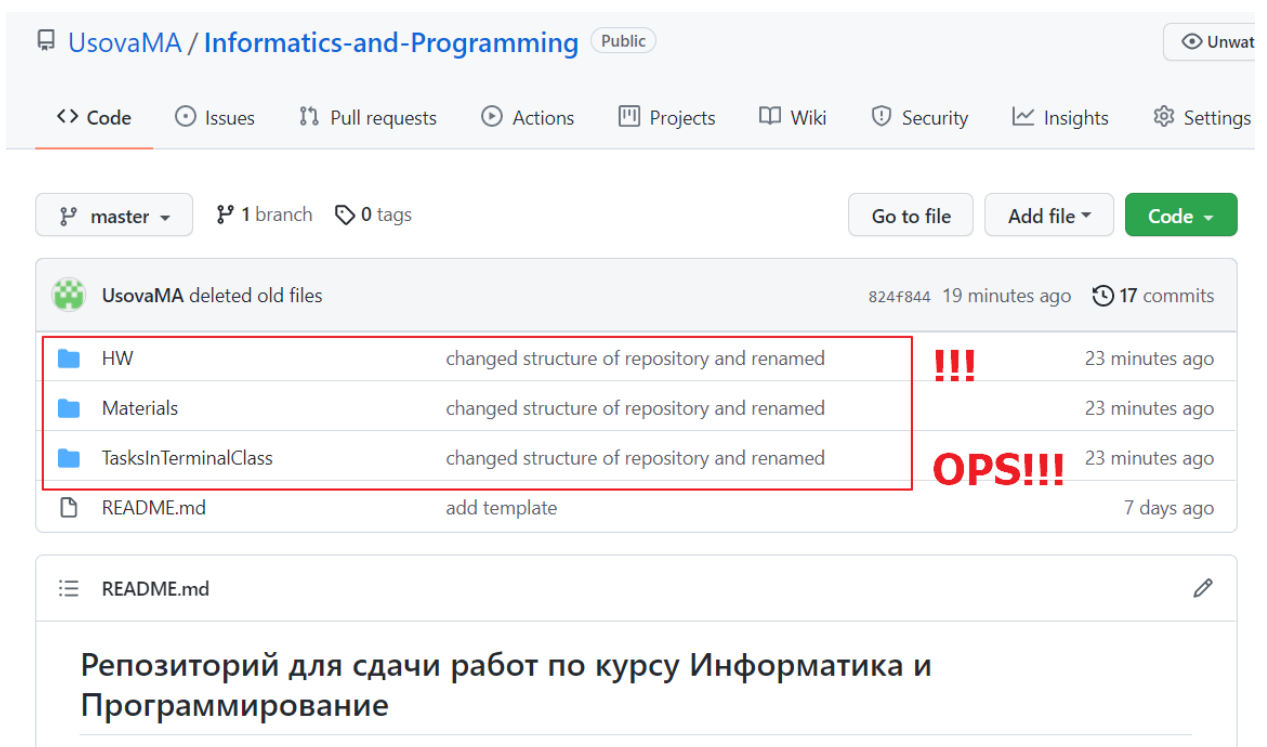 UsovaMA / Informatics-and-Programming Public Unwat
Code Issues Pull requests Actions Projects Wiki Security Insights Settings
master 1 branch 0 tags Go to file Add file Code
UsovaMA deleted old files 824f844 19 minutes ago 17 commits
HW changed structure of repository and renamed !!! 23 minutes ago
Materials changed structure of repository and renamed 23 minutes ago
TasksInTerminalClass changed structure of repository and renamed OPS!!! 23 minutes ago
README.md add template 7 days ago
README.md
Репозиторий для сдачи работ по курсу Информатика и
Программирование